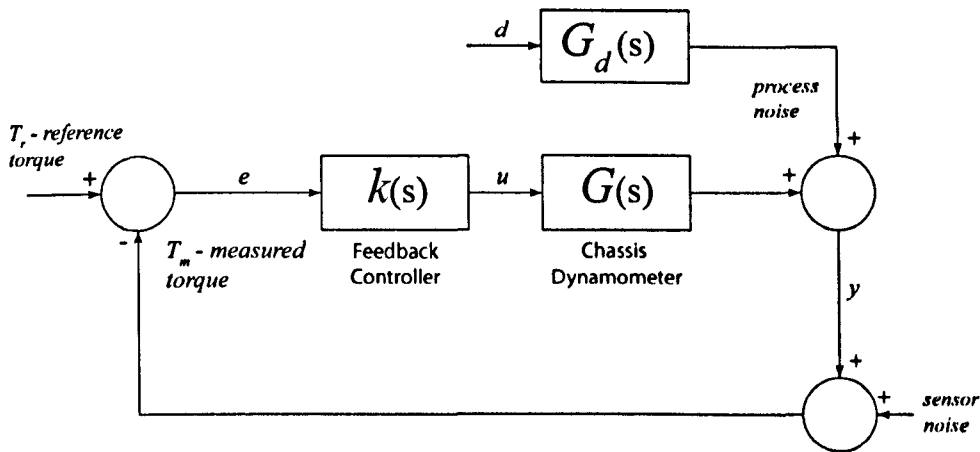 d
G_d(s)
process
noise
+
T_r - reference
torque
+
e
k(s)
u
G(s)
+
-
T_m - measured
torque
Feedback
Controller
Chassis
Dynamometer
y
+
+
sensor
noise